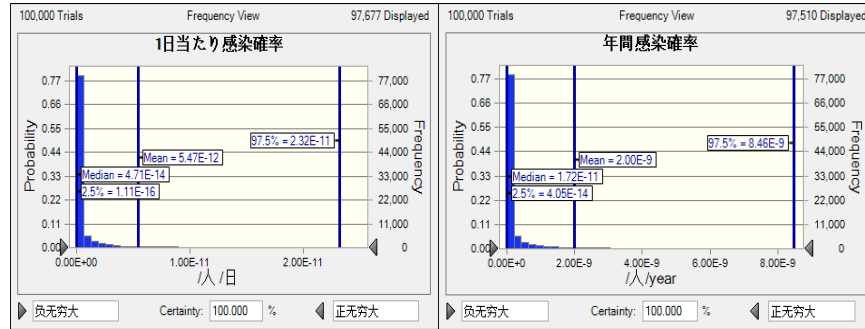 100,000 Trials Frequency View 97,677 Displayed
1日当たり感染確率
0.77
0.66
0.55
0.44
0.33
0.22
0.11
0.00
Probability
77,000
66,000
55,000
44,000
33,000
22,000
11,000
0
Frequency
97.5% = 2.32E-11
Mean = 5.47E-12
Median = 4.71E-14
2.5% = 1.11E-16
0.00E+00 1.00E-11 2.00E-11
/人/日
负无穷大 Certainty: 100.000 % 正无穷大
100,000 Trials Frequency View 97,510 Displayed
年間感染確率
0.77
0.66
0.55
0.44
0.33
0.22
0.11
0.00
Probability
77,000
66,000
55,000
44,000
33,000
22,000
11,000
0
Frequency
97.5% = 8.46E-9
Mean = 2.00E-9
Median = 1.72E-11
2.5% = 4.05E-14
0.00E+0 2.00E-9 4.00E-9 6.00E-9 8.00E-9
/人/year
负无穷大 Certainty: 100.000 % 正无穷大